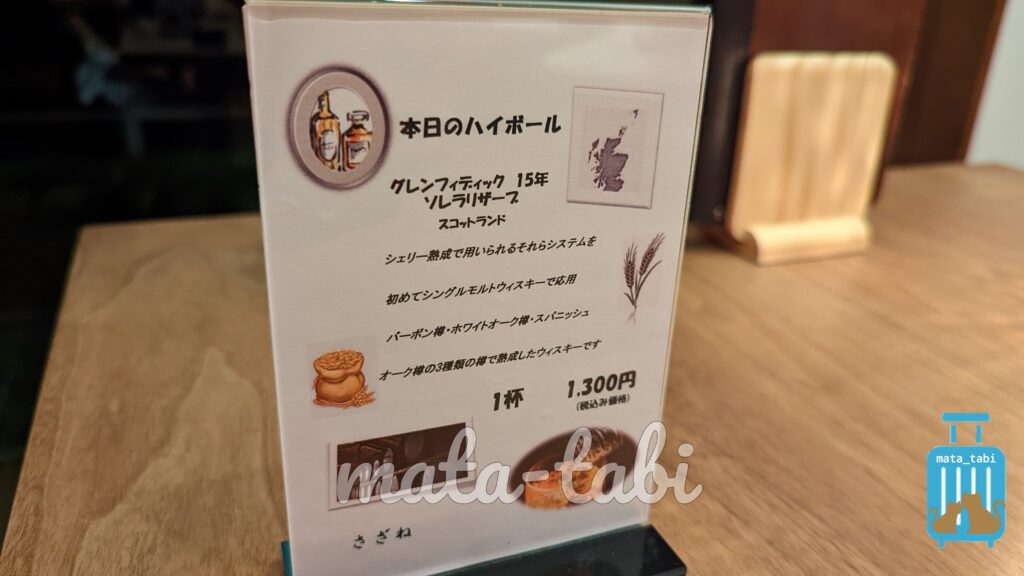 本日のハイボール
グレンフィディック 15年
ソレラリザーブ
スコットランド
シェリー熟成で用いられるそれらシステムを
初めてシングルモルトウィスキーで応用
バーボン樽・ホワイトオーク樽・スパニッシュ
オーク樽の3種類の樽で熟成したウィスキーです
1杯 1,300円
(税込み価格)
mata-tabi
さざね
mata_tabi